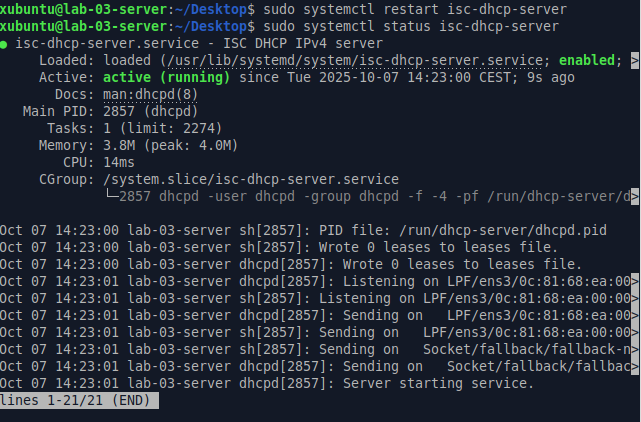 xubuntu@lab-03-server:~/Desktop$ sudo systemctl restart isc-dhcp-server
xubuntu@lab-03-server:~/Desktop$ sudo systemctl status isc-dhcp-server
● isc-dhcp-server.service - ISC DHCP IPv4 server
     Loaded: loaded (/usr/lib/systemd/system/isc-dhcp-server.service; enabled; >
     Active: active (running) since Tue 2025-10-07 14:23:00 CEST; 9s ago
       Docs: man:dhcpd(8)
   Main PID: 2857 (dhcpd)
      Tasks: 1 (limit: 2274)
     Memory: 3.8M (peak: 4.0M)
        CPU: 14ms
     CGroup: /system.slice/isc-dhcp-server.service
             └─2857 dhcpd -user dhcpd -group dhcpd -f -4 -pf /run/dhcp-server/d>
Oct 07 14:23:00 lab-03-server sh[2857]: PID file: /run/dhcp-server/dhcpd.pid
Oct 07 14:23:00 lab-03-server sh[2857]: Wrote 0 leases to leases file.
Oct 07 14:23:00 lab-03-server dhcpd[2857]: Wrote 0 leases to leases file.
Oct 07 14:23:01 lab-03-server dhcpd[2857]: Listening on LPF/ens3/0c:81:68:ea:00>
Oct 07 14:23:01 lab-03-server sh[2857]: Listening on LPF/ens3/0c:81:68:ea:00:00>
Oct 07 14:23:01 lab-03-server dhcpd[2857]: Sending on   LPF/ens3/0c:81:68:ea:00>
Oct 07 14:23:01 lab-03-server sh[2857]: Sending on   LPF/ens3/0c:81:68:ea:00:00>
Oct 07 14:23:01 lab-03-server sh[2857]: Sending on   Socket/fallback/fallback-n>
Oct 07 14:23:01 lab-03-server dhcpd[2857]: Sending on   Socket/fallback/fallbac>
Oct 07 14:23:01 lab-03-server dhcpd[2857]: Server starting service.
lines 1-21/21 (END)